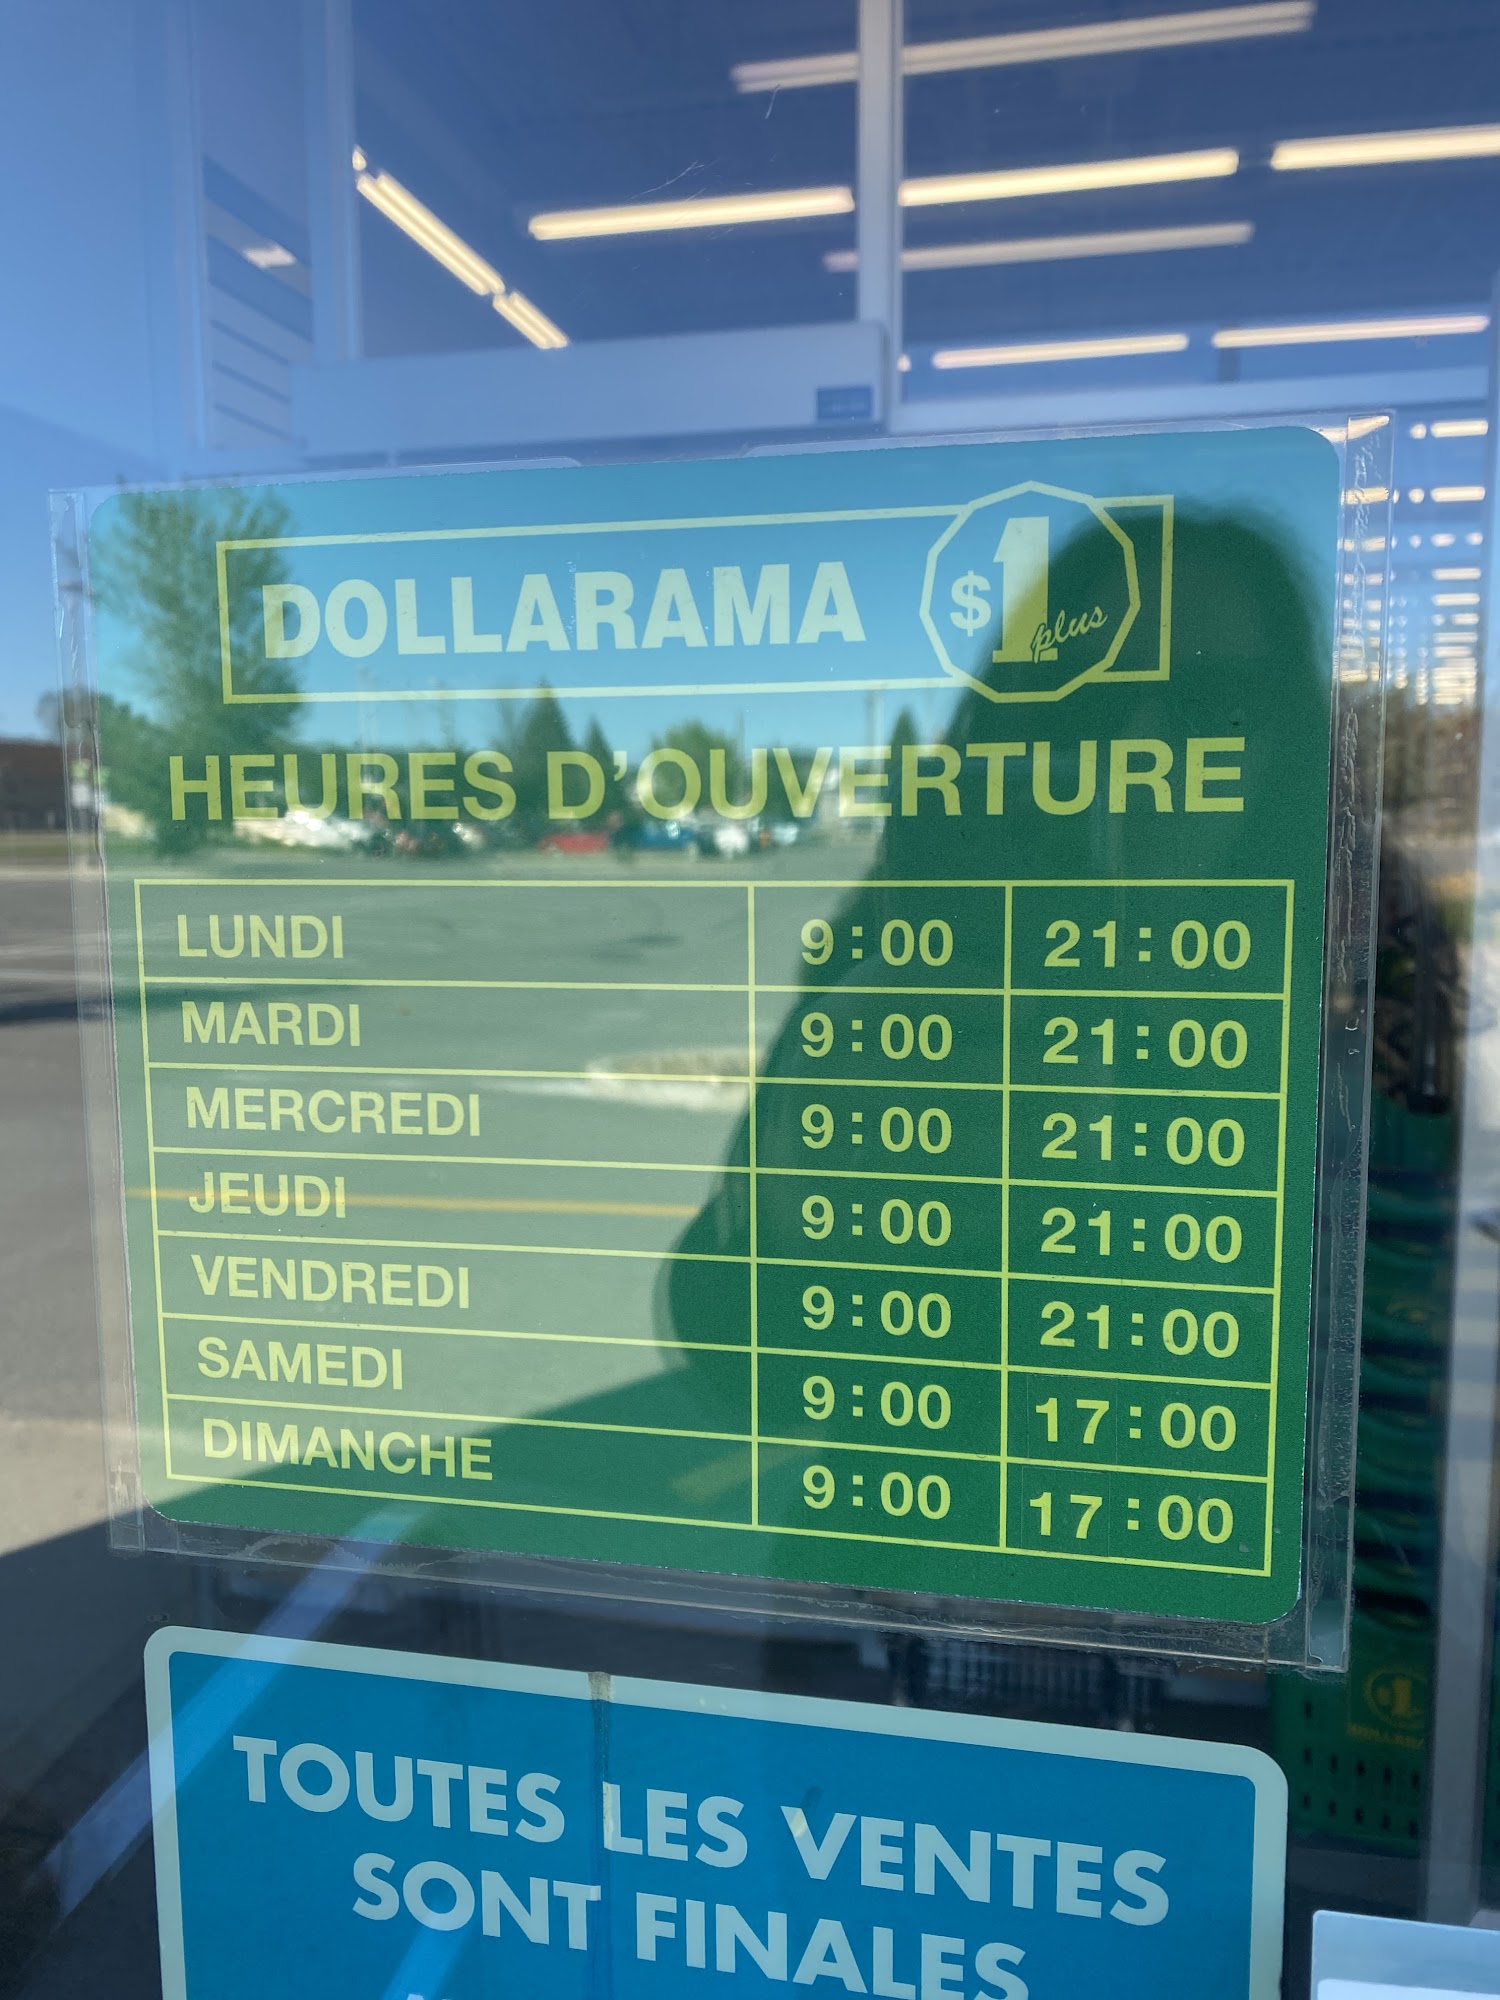 DOLLARAMA $1 plus
HEURES D'OUVERTURE
LUNDI 9:00 21:00
MARDI 9:00 21:00
MERCREDI 9:00 21:00
JEUDI 9:00 21:00
VENDREDI 9:00 21:00
SAMEDI 9:00 17:00
DIMANCHE 9:00 17:00
TOUTES LES VENTES
SONT FINALES